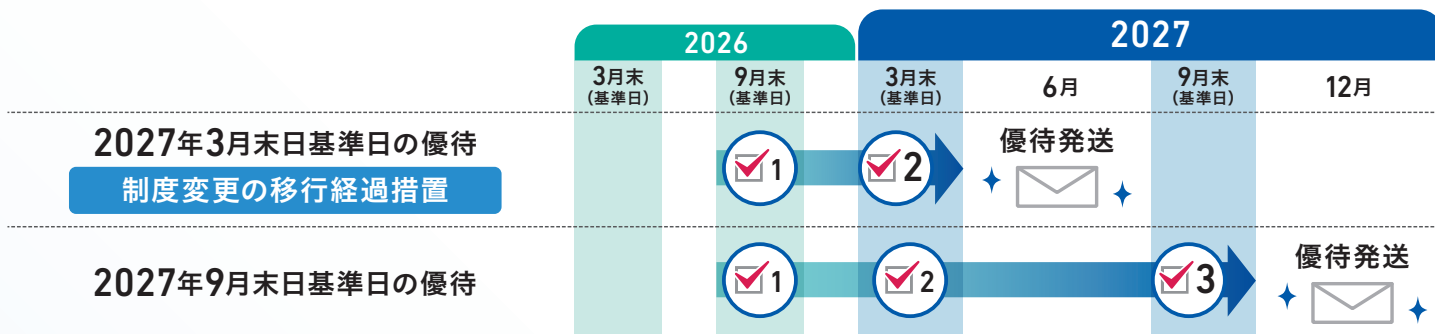 2026
2027
3月末
(基準日)
9月末
(基準日)
3月末
(基準日)
6月
9月末
(基準日)
12月
2027年3月末日基準日の優待
制度変更の移行経過措置
1
2
優待発送
2027年9月末日基準日の優待
1
2
3
優待発送